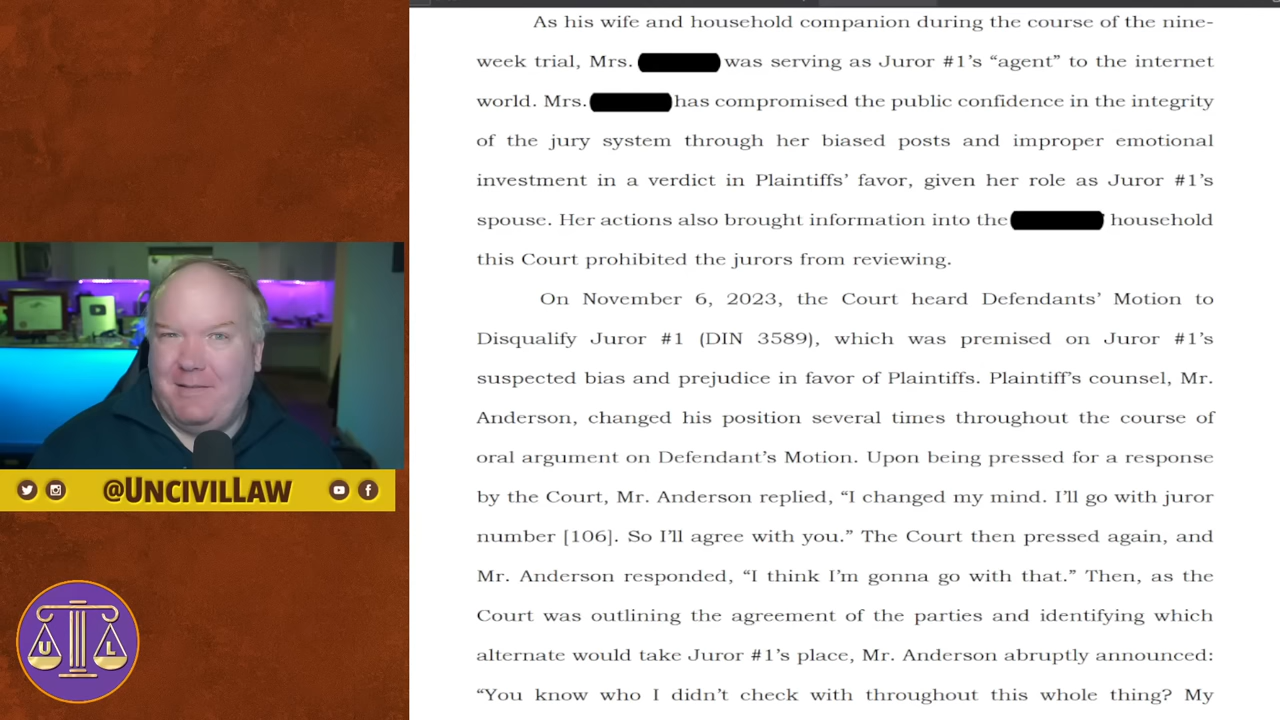 As his wife and household companion during the course of the nine-
week trial, Mrs. was serving as Juror #1’s “agent” to the internet
world. Mrs. has compromised the public confidence in the integrity
of the jury system through her biased posts and improper emotional
investment in a verdict in Plaintiffs’ favor, given her role as Juror #1’s
spouse. Her actions also brought information into the household
this Court prohibited the jurors from reviewing.
On November 6, 2023, the Court heard Defendants’ Motion to
Disqualify Juror #1 (DIN 3589), which was premised on Juror #1’s
suspected bias and prejudice in favor of Plaintiffs. Plaintiff’s counsel, Mr.
Anderson, changed his position several times throughout the course of
oral argument on Defendant’s Motion. Upon being pressed for a response
by the Court, Mr. Anderson replied, “I changed my mind. I’ll go with juror
number [106]. So I’ll agree with you.” The Court then pressed again, and
Mr. Anderson responded, “I think I’m gonna go with that.” Then, as the
Court was outlining the agreement of the parties and identifying which
alternate would take Juror #1’s place, Mr. Anderson abruptly announced:
“You know who I didn’t check with throughout this whole thing? My
@UNCIVILLAW
U L